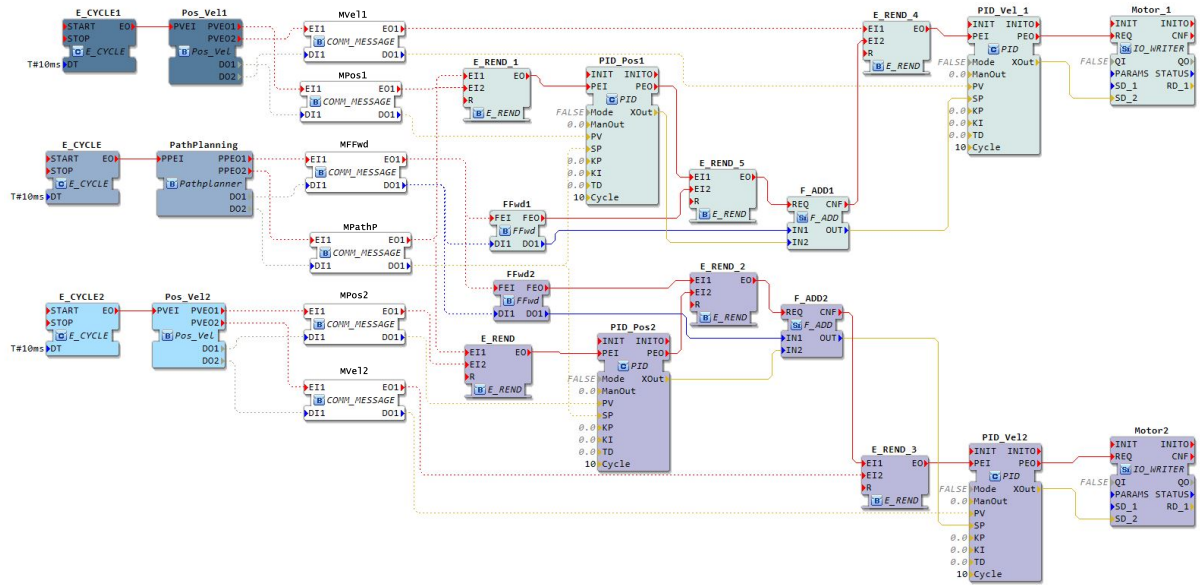 E_CYCLE1
START EO
STOP
E_CYCLE
T#10ms DT
Pos_Vel1
PVEI PVEO1
PVEO2
Pos_Vel
DO1
DO2
MVel1
EI1 EO1
COMM_MESSAGE
DI1 DO1
MPos1
EI1 EO1
COMM_MESSAGE
DI1 DO1
E_REND_1
EI1 EO
EI2
R
E_REND
PID_Pos1
INIT INITO
PEI PEO
PID
FALSE Mode XOut
0.0 ManOut
PV
SP
0.0 KP
0.0 KI
0.0 TD
10 Cycle
E_REND_4
EI1 EO
EI2
R
E_REND
PID_Vel_1
INIT INITO
PEI PEO
PID
FALSE Mode XOut
0.0 ManOut
PV
SP
0.0 KP
0.0 KI
0.0 TD
10 Cycle
Motor_1
INIT INITO
REQ CNF
IO_WRITER
FALSE QI QO
PARAMS STATUS
SD_1 RD_1
SD_2
E_CYCLE
START EO
STOP
E_CYCLE
T#10ms DT
PathPlanning
PPEI PPEO1
PPEO2
Pathplanner
DO1
DO2
MFFwd
EI1 EO1
COMM_MESSAGE
DI1 DO1
MPathP
EI1 EO1
COMM_MESSAGE
DI1 DO1
FFwd1
FEI FEO
FFwd
DI1 DO1
E_REND_5
EI1 EO
EI2
R
E_REND
F_ADD1
REQ CNF
F_ADD
IN1 OUT
IN2
FFwd2
FEI FEO
FFwd
DI1 DO1
E_REND_2
EI1 EO
EI2
R
E_REND
F_ADD2
REQ CNF
F_ADD
IN1 OUT
IN2
E_CYCLE2
START EO
STOP
E_CYCLE
T#10ms DT
Pos_Vel2
PVEI PVEO1
PVEO2
Pos_Vel
DO1
DO2
MPos2
EI1 EO1
COMM_MESSAGE
DI1 DO1
MVel2
EI1 EO1
COMM_MESSAGE
DI1 DO1
E_REND
EI1 EO
EI2
R
E_REND
PID_Pos2
INIT INITO
PEI PEO
PID
FALSE Mode XOut
0.0 ManOut
PV
SP
0.0 KP
0.0 KI
0.0 TD
10 Cycle
E_REND_3
EI1 EO
EI2
R
E_REND
PID_Vel2
INIT INITO
PEI PEO
PID
FALSE Mode XOut
0.0 ManOut
PV
SP
0.0 KP
0.0 KI
0.0 TD
10 Cycle
Motor2
INIT INITO
REQ CNF
IO_WRITER
FALSE QI QO
PARAMS STATUS
SD_1 RD_1
SD_2